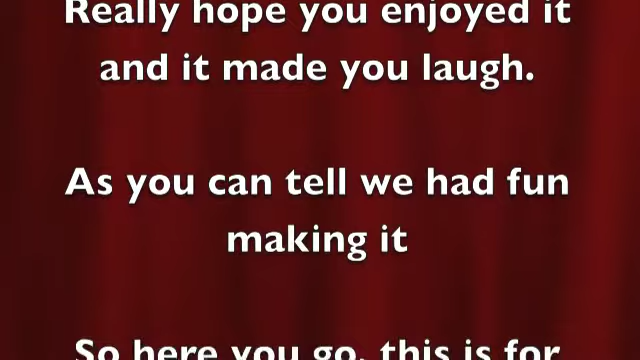 Really hope you enjoyed it
and it made you laugh.
As you can tell we had fun
making it
So here you go, this is for